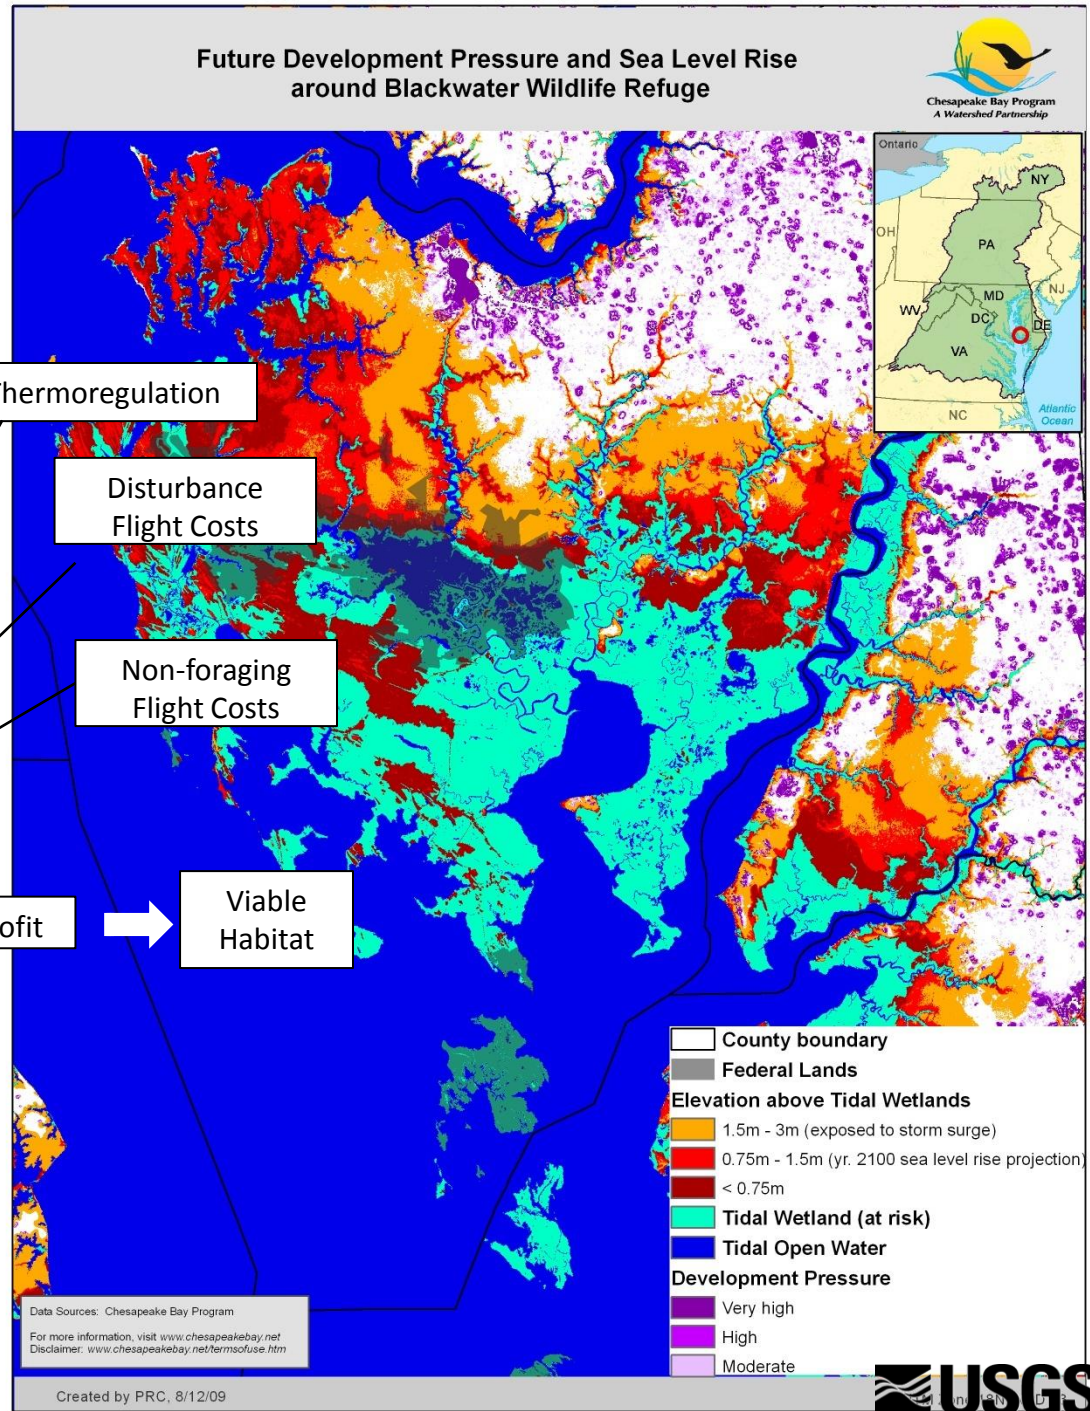 Future Development Pressure and Sea Level Rise
around Blackwater Wildlife Refuge
Chesapeake Bay Program
A Watershed Partnership
Ontario
NY
OH
PA
NJ
MD
WV
DC
DE
VA
NC
Atlantic
Ocean
hermoregulation
Disturbance
Flight Costs
Non-foraging
Flight Costs
ofit
Viable
Habitat
County boundary
Federal Lands
Elevation above Tidal Wetlands
1.5m - 3m (exposed to storm surge)
0.75m - 1.5m (yr. 2100 sea level rise projection)
< 0.75m
Tidal Wetland (at risk)
Tidal Open Water
Development Pressure
Very high
High
Moderate
Data Sources: Chesapeake Bay Program
For more information, visit www.chesapeakebay.net
Disclaimer: www.chesapeakebay.net/termsofuse.htm
Created by PRC, 8/12/09
USGS